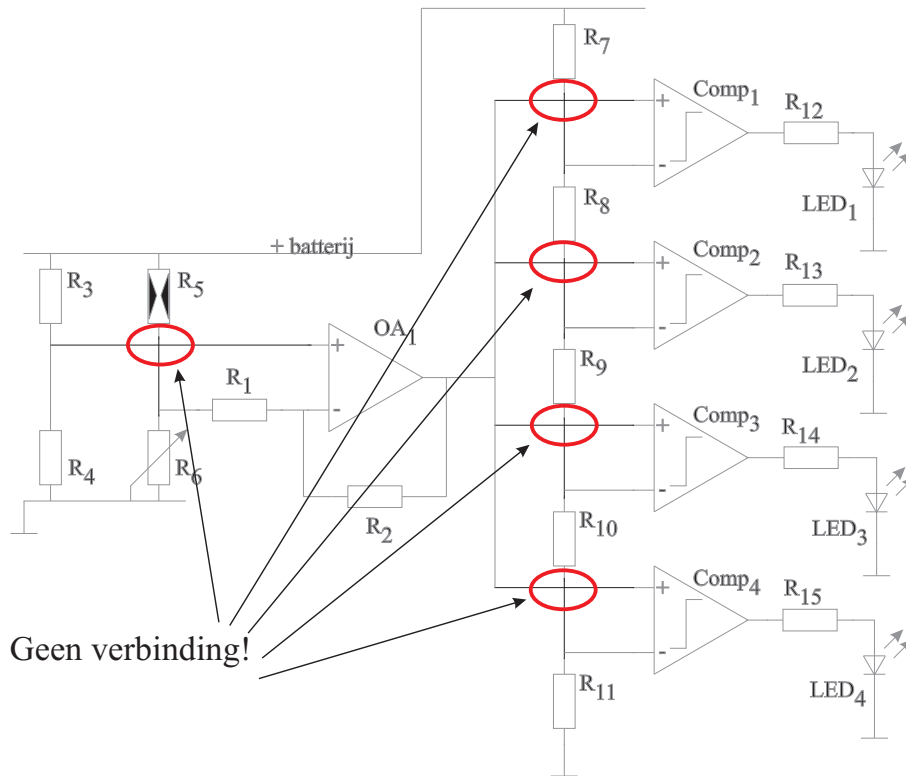 R7
Comp1
R12
LED1
R8
+ batterij
Comp2
R13
LED2
R3
R5
OA1
R1
R9
Comp3
R14
LED3
R4
R6
R2
R10
Comp4
R15
LED4
Geen verbinding!
R11
+
-
+
-
+
-
+
-
+
-